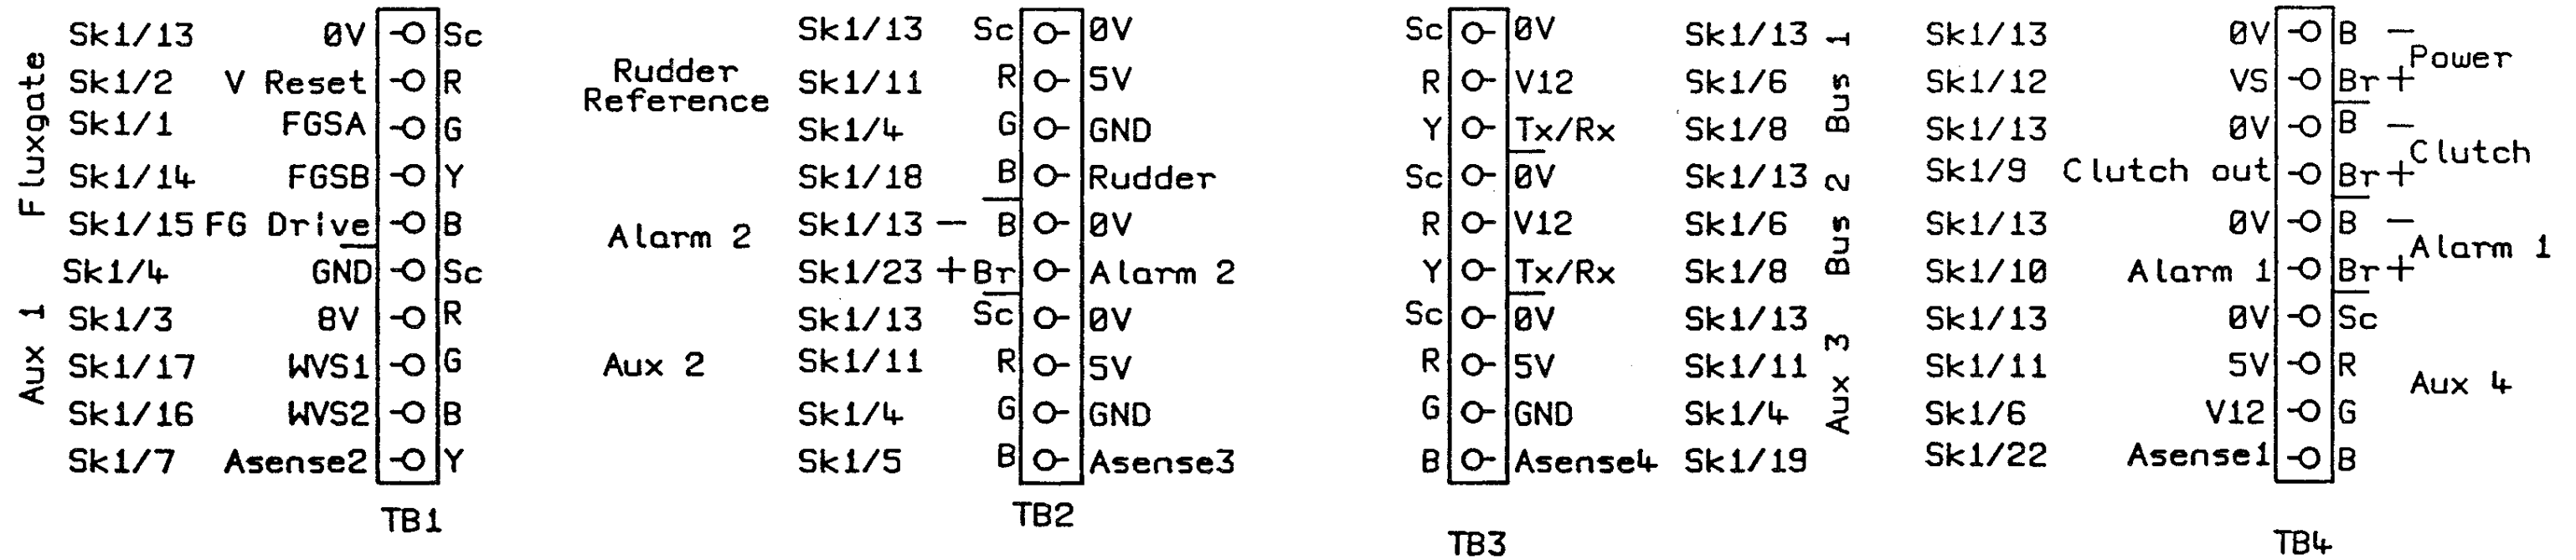 Fluxgate
Sk1/13 0V Sc
Sk1/2 V Reset R
Sk1/1 FGSA G
Sk1/14 FGSB Y
Sk1/15 FG Drive B
Aux 1
Sk1/4 GND Sc
Sk1/3 8V R
Sk1/17 WVS1 G
Sk1/16 WVS2 B
Sk1/7 Asense2 Y
TB1
Rudder
Reference
Sk1/13 Sc 0V
Sk1/11 R 5V
Sk1/4 G GND
Sk1/18 B Rudder
Alarm 2
Sk1/13 - B 0V
Sk1/23 + Br Alarm 2
Aux 2
Sk1/13 Sc 0V
Sk1/11 R 5V
Sk1/4 G GND
Sk1/5 B Asense3
TB2
Sc 0V Sk1/13
R V12 Sk1/6
Y Tx/Rx Sk1/8
Bus 1
Sc 0V Sk1/13
R V12 Sk1/6
Y Tx/Rx Sk1/8
Bus 2
Sc 0V Sk1/13
R 5V Sk1/11
G GND Sk1/4
B Asense4 Sk1/19
Aux 3
TB3
Sk1/13 0V B -
Sk1/12 VS Br +
Power
Sk1/13 0V B -
Sk1/9 Clutch out Br +
Clutch
Sk1/13 0V B -
Sk1/10 Alarm 1 Br +
Alarm 1
Sk1/13 0V Sc
Sk1/11 5V R
Sk1/6 V12 G
Sk1/22 Asense1 B
Aux 4
TB4